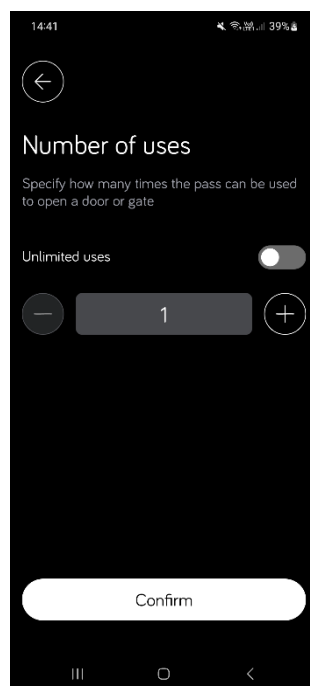 14:41
39%
Number of uses
Specify how many times the pass can be used
to open a door or gate
Unlimited uses
1
Confirm